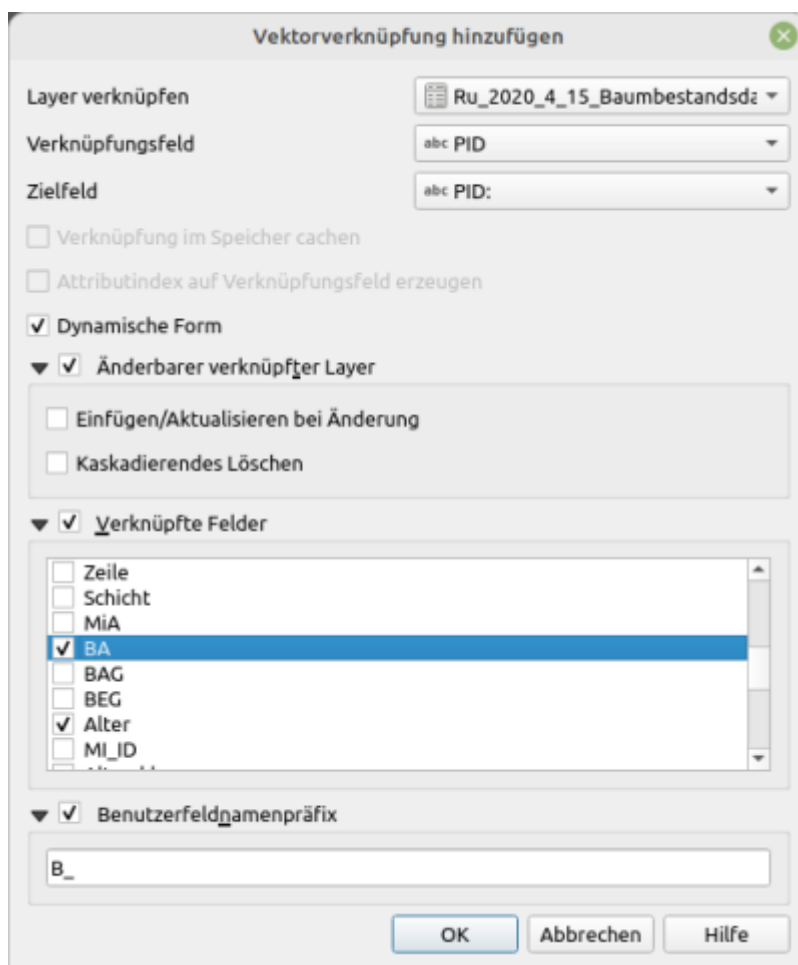 Vektorverknüpfung hinzufügen
Layer verknüpfen Ru_2020_4_15_Baumbestandsda
Verknüpfungsfeld abc PID
Zielfeld abc PID:
Verknüpfung im Speicher cachen
Attributindex auf Verknüpfungsfeld erzeugen
Dynamische Form
Änderbarer verknüpfter Layer
Einfügen/Aktualisieren bei Änderung
Kaskadierendes Löschen
Verknüpfte Felder
Zeile
Schicht
MiA
BA
BAG
BEG
Alter
MI_ID
Benutzerfeldnamenpräfix
B_
OK Abbrechen Hilfe